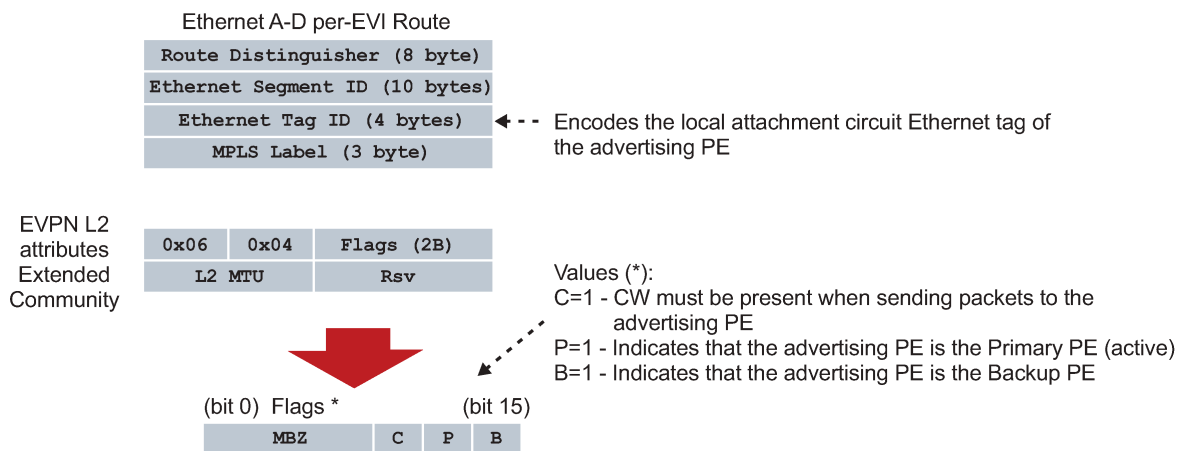 Ethernet A-D per-EVI Route
Route Distinguisher (8 byte)
Ethernet Segment ID (10 bytes)
Ethernet Tag ID (4 bytes)
MPLS Label (3 byte)
Encodes the local attachment circuit Ethernet tag of
the advertising PE
EVPN L2
attributes
Extended
Community
0x06 0x04 Flags (2B)
L2 MTU Rsv
Values (*):
C=1 - CW must be present when sending packets to the
advertising PE
P=1 - Indicates that the advertising PE is the Primary PE (active)
B=1 - Indicates that the advertising PE is the Backup PE
(bit 0) Flags * (bit 15)
MBZ C P B